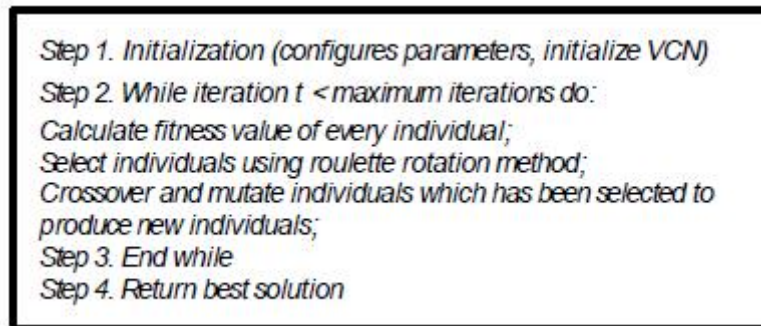 Step 1. Initialization (configures parameters, initialize VCN)
Step 2. While iteration t < maximum iterations do:
Calculate fitness value of every individual;
Select individuals using roulette rotation method;
Crossover and mutate individuals which has been selected to
produce new individuals;
Step 3. End while
Step 4. Return best solution